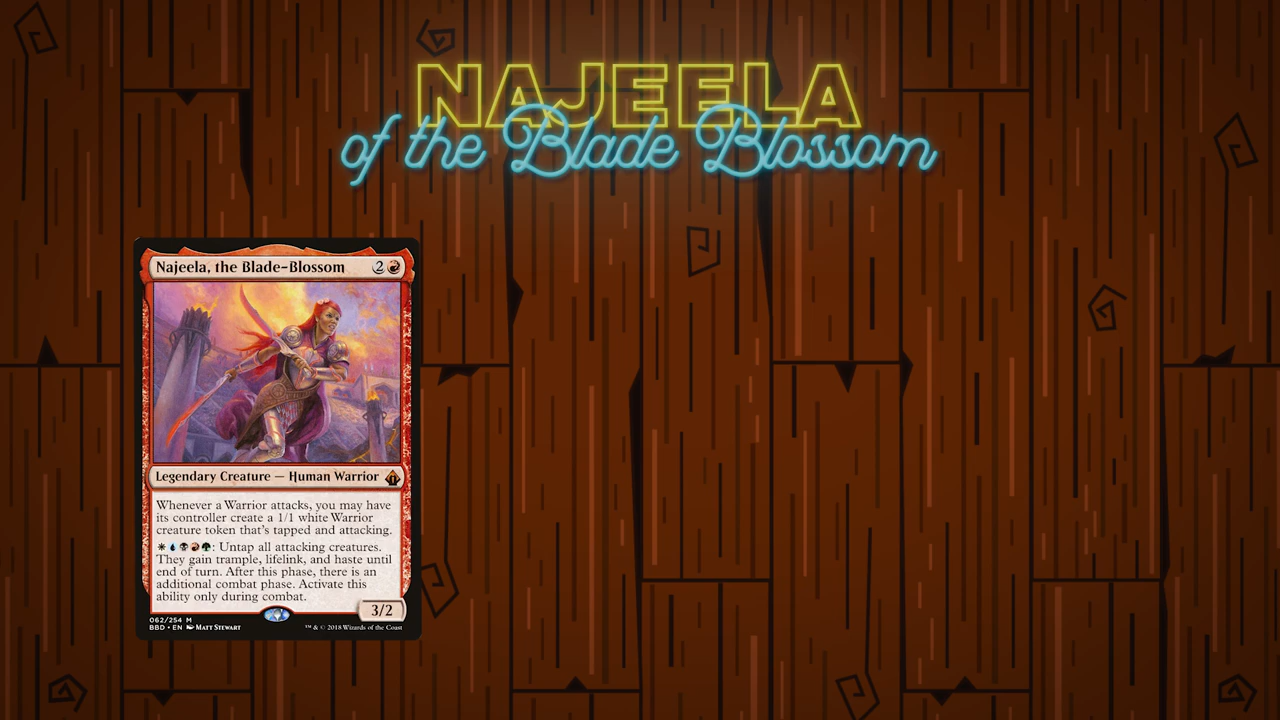 NAJEELA
of the Blade Blossom
Najeela, the Blade-Blossom 2
Legendary Creature — Human Warrior
Whenever a Warrior attacks, you may have
its controller create a 1/1 white Warrior
creature token that's tapped and attacking.
: Untap all attacking creatures.
They gain trample, lifelink, and haste until
end of turn. After this phase, there is an
additional combat phase. Activate this
ability only during combat.
3/2
062/254 M
BBD • EN Matt Stewart
™ & © 2018 Wizards of the Coast